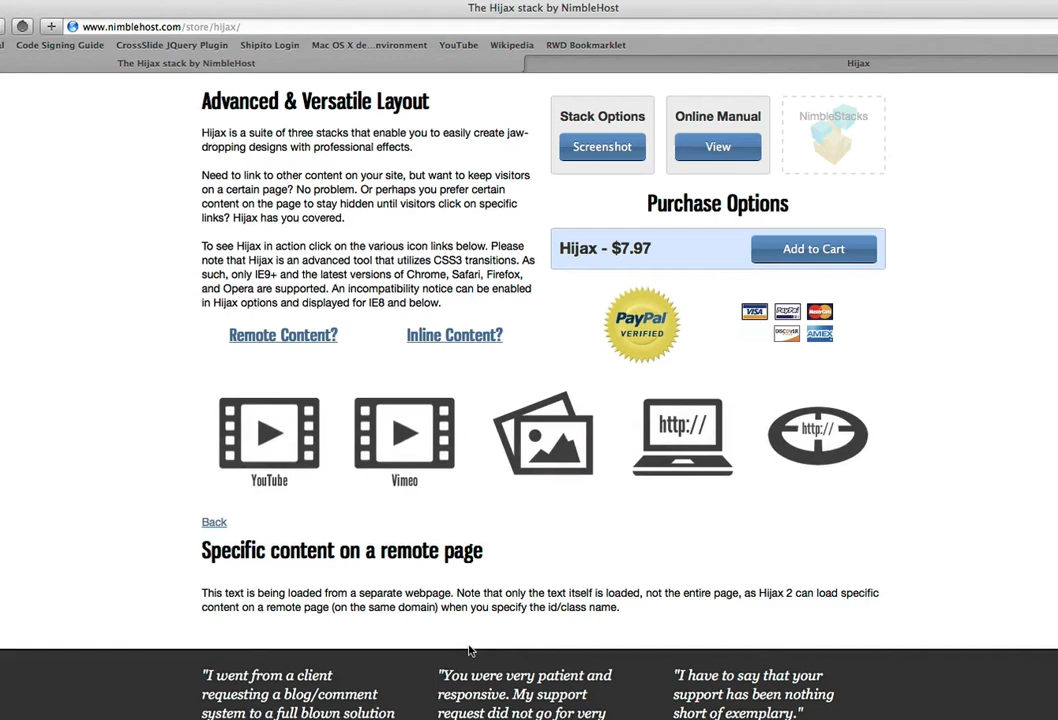 The Hijax stack by NimbleHost
www.nimblehost.com/store/hijax/
Code Signing Guide CrossSlide JQuery Plugin Shipito Login Mac OS X de...nvironment YouTube Wikipedia RWD Bookmarklet
The Hijax stack by NimbleHost Hijax
Advanced & Versatile Layout
Hijax is a suite of three stacks that enable you to easily create jaw-
dropping designs with professional effects.
Need to link to other content on your site, but want to keep visitors
on a certain page? No problem. Or perhaps you prefer certain
content on the page to stay hidden until visitors click on specific
links? Hijax has you covered.
To see Hijax in action click on the various icon links below. Please
note that Hijax is an advanced tool that utilizes CSS3 transitions. As
such, only IE9+ and the latest versions of Chrome, Safari, Firefox,
and Opera are supported. An incompatibility notice can be enabled
in Hijax options and displayed for IE8 and below.
Remote Content? Inline Content?
Stack Options
Screenshot
Online Manual
View
NimbleStacks
Purchase Options
Hijax - $7.97 Add to Cart
PayPal
VERIFIED
VISA PayPal MasterCard
DISCOVER AMEX
YouTube
Vimeo
http://
http://
Back
Specific content on a remote page
This text is being loaded from a separate webpage. Note that only the text itself is loaded, not the entire page, as Hijax 2 can load specific
content on a remote page (on the same domain) when you specify the id/class name.
"I went from a client
requesting a blog/comment
system to a full blown solution
"You were very patient and
responsive. My support
request did not go for very
"I have to say that your
support has been nothing
short of exemplary."